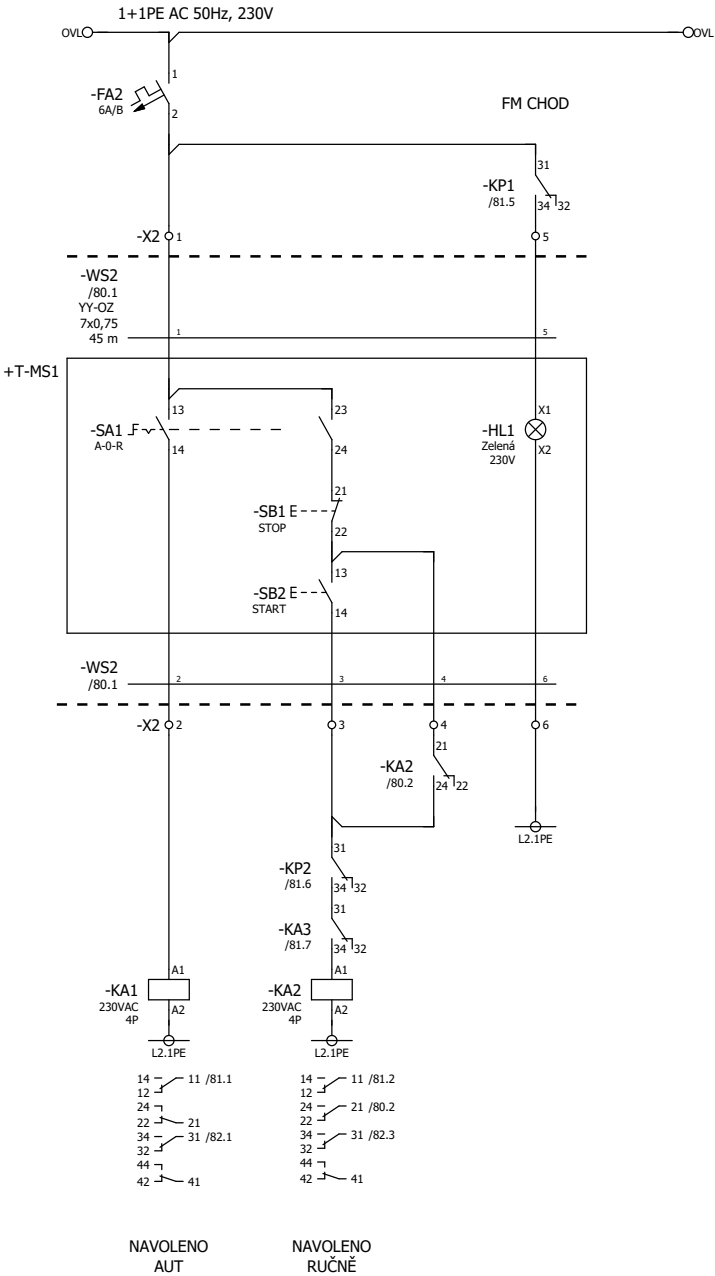 1+1PE AC 50Hz, 230V
OVL
OVL
1
-FA2
6A/B
2
FM CHOD
31
-KP1
/81.5
34
32
-X2
1
5
-WS2
/80.1
YY-OZ
7x0,75
45 m
1
5
+T-MS1
13
23
X1
-SA1
A-0-R
14
24
-HL1
Zelená
230V
X2
21
-SB1
STOP
22
13
-SB2
START
14
-WS2
/80.1
2
3
4
6
-X2
2
3
4
6
21
-KA2
/80.2
24
22
L2.1PE
31
-KP2
/81.6
34
32
31
-KA3
/81.7
34
32
A1
-KA1
230VAC
4P
A2
L2.1PE
A1
-KA2
230VAC
4P
A2
L2.1PE
14
11 /81.1
12
24
22
21
34
31 /82.1
32
44
42
41
14
11 /81.2
12
24
21 /80.2
22
34
31 /82.3
32
44
42
41
NAVOLENO
AUT
NAVOLENO
RUČNĚ